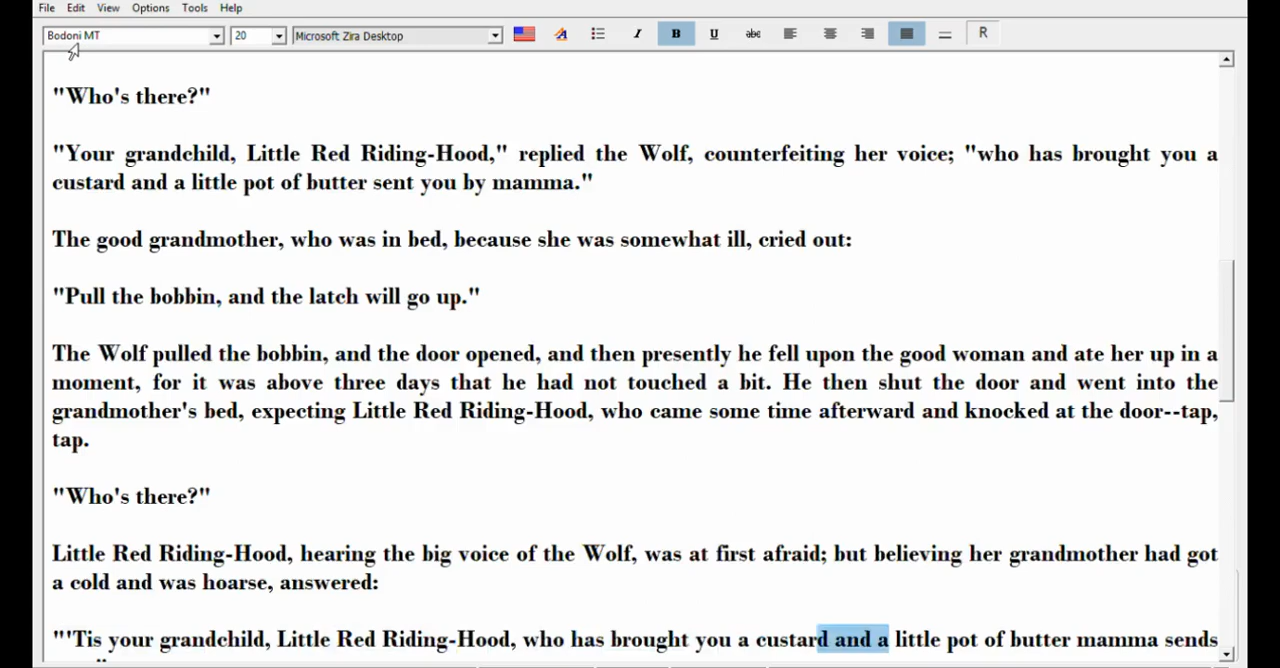 File Edit View Options Tools Help
Bodoni MT 20 Microsoft Zira Desktop I B U abc R
"Who's there?"
"Your grandchild, Little Red Riding-Hood," replied the Wolf, counterfeiting her voice; "who has brought you a
custard and a little pot of butter sent you by mamma."
The good grandmother, who was in bed, because she was somewhat ill, cried out:
"Pull the bobbin, and the latch will go up."
The Wolf pulled the bobbin, and the door opened, and then presently he fell upon the good woman and ate her up in a
moment, for it was above three days that he had not touched a bit. He then shut the door and went into the
grandmother's bed, expecting Little Red Riding-Hood, who came some time afterward and knocked at the door--tap,
tap.
"Who's there?"
Little Red Riding-Hood, hearing the big voice of the Wolf, was at first afraid; but believing her grandmother had got
a cold and was hoarse, answered:
"'Tis your grandchild, Little Red Riding-Hood, who has brought you a custard and a little pot of butter mamma sends